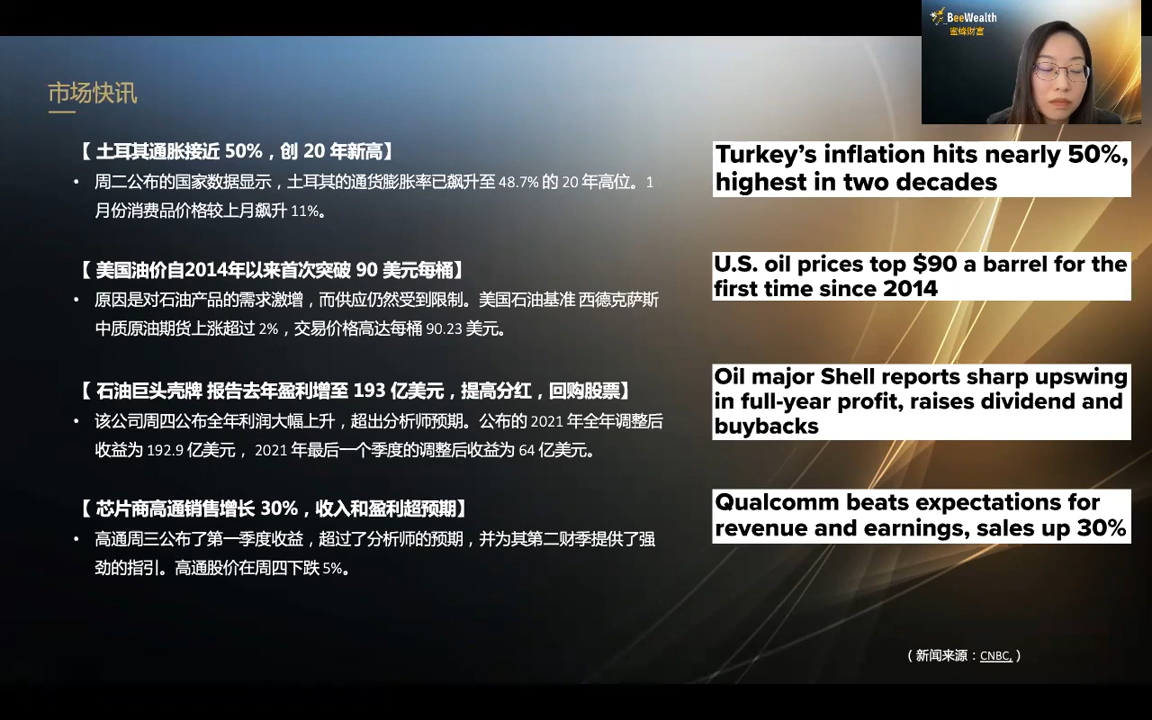 BeeWealth
蜜蜂财富
市场快讯
【 土耳其通胀接近 50%，创 20 年新高】
• 周二公布的国家数据显示，土耳其的通货膨胀率已飙升至 48.7% 的 20 年高位。1
月份消费品价格较上月飙升 11%。
Turkey's inflation hits nearly 50%,
highest in two decades
【 美国油价自2014年以来首次突破 90 美元每桶】
• 原因是对石油产品的需求激增，而供应仍然受到限制。美国石油基准 西德克萨斯
中质原油期货上涨超过 2%，交易价格高达每桶 90.23 美元。
U.S. oil prices top $90 a barrel for the
first time since 2014
【 石油巨头壳牌 报告去年盈利增至 193 亿美元，提高分红，回购股票】
• 该公司周四公布全年利润大幅上升，超出分析师预期。公布的 2021 年全年调整后
收益为 192.9 亿美元， 2021 年最后一个季度的调整后收益为 64 亿美元。
Oil major Shell reports sharp upswing
in full-year profit, raises dividend and
buybacks
【 芯片商高通销售增长 30%，收入和盈利超预期】
• 高通周三公布了第一季度收益，超过了分析师的预期，并为其第二财季提供了强
劲的指引。高通股价在周四下跌 5%。
Qualcomm beats expectations for
revenue and earnings, sales up 30%
（ 新闻来源：CNBC, ）